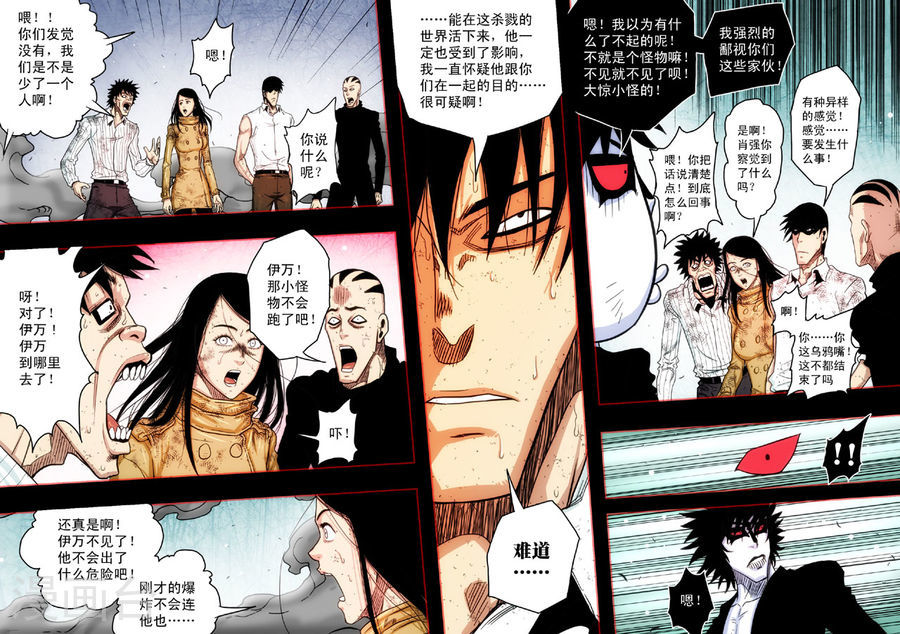 喂！！
你们发觉
没有，我
们是不是
少了一个
人啊！
嗯！
你说
什么
呢？
呀！
对了！
伊万！
伊万
到哪里
去了！
伊万！
那小怪
物不会
跑了吧！
吓！
还真是啊！
伊万不见了！
他不会出了
什么危险吧！
刚才的爆
炸不会连
他也……
……能在这杀戮的
世界活下来，他一
定也受到了影响，
我一直怀疑他跟你
们在一起的目的……
很可疑啊！
难道
……
嗯！我以为有什
么了不起的呢！
不就是个怪物嘛！
不见就不见了呗！
大惊小怪的！
我强烈的
鄙视你们
这些家伙！
喂！你把
话说清楚
点！到底
怎么回事
啊？
是啊！
肖强你
察觉到
了什么
吗？
有种异样
的感觉！
感觉……
要发生什
么事！
啊！
你……你
这乌鸦嘴！
这不都结
束了吗
!!
嗯！
漫画台